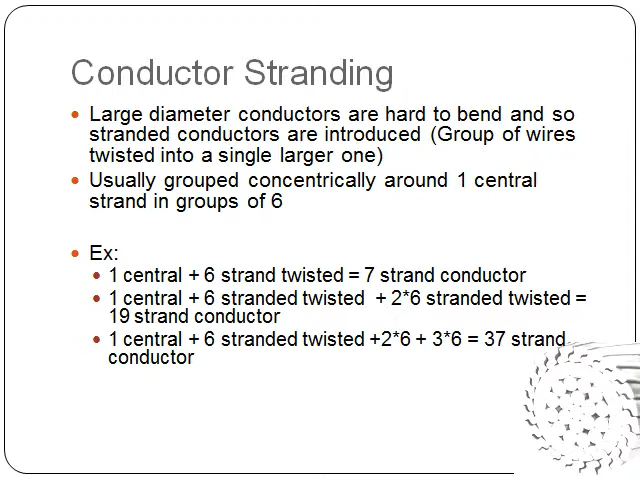 Conductor Stranding
• Large diameter conductors are hard to bend and so
stranded conductors are introduced (Group of wires
twisted into a single larger one)
• Usually grouped concentrically around 1 central
strand in groups of 6
• Ex:
• 1 central + 6 strand twisted = 7 strand conductor
• 1 central + 6 stranded twisted + 2*6 stranded twisted =
19 strand conductor
• 1 central + 6 stranded twisted +2*6 + 3*6 = 37 strand
conductor